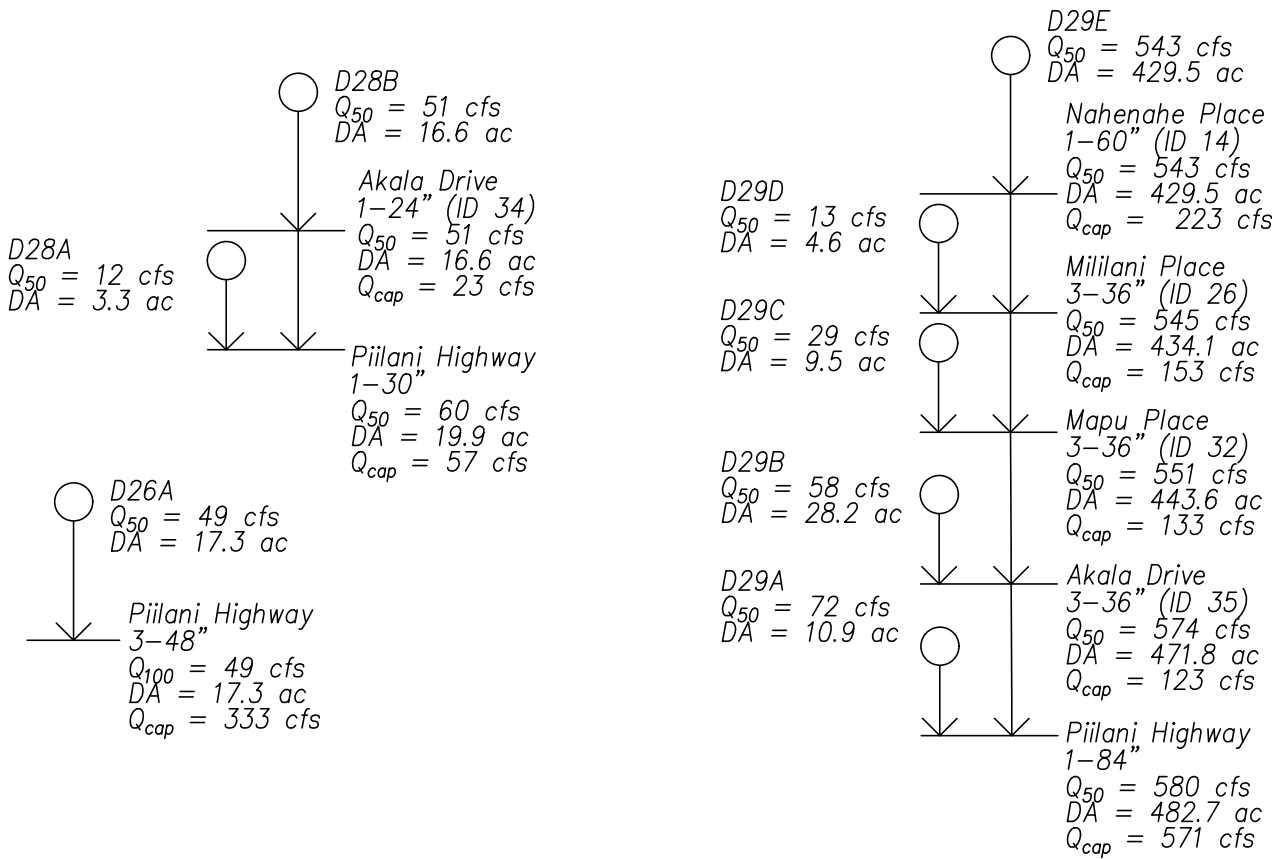 D28B
Q50 = 51 cfs
DA = 16.6 ac
Akala Drive
1-24" (ID 34)
Q50 = 51 cfs
DA = 16.6 ac
Qcap = 23 cfs
D28A
Q50 = 12 cfs
DA = 3.3 ac
Piilani Highway
1-30"
Q50 = 60 cfs
DA = 19.9 ac
Qcap = 57 cfs
D26A
Q50 = 49 cfs
DA = 17.3 ac
Piilani Highway
3-48"
Q100 = 49 cfs
DA = 17.3 ac
Qcap = 333 cfs
D29E
Q50 = 543 cfs
DA = 429.5 ac
Nahenahe Place
1-60" (ID 14)
Q50 = 543 cfs
DA = 429.5 ac
Qcap = 223 cfs
D29D
Q50 = 13 cfs
DA = 4.6 ac
Mililani Place
3-36" (ID 26)
Q50 = 545 cfs
DA = 434.1 ac
Qcap = 153 cfs
D29C
Q50 = 29 cfs
DA = 9.5 ac
Mapu Place
3-36" (ID 32)
Q50 = 551 cfs
DA = 443.6 ac
Qcap = 133 cfs
D29B
Q50 = 58 cfs
DA = 28.2 ac
Akala Drive
3-36" (ID 35)
Q50 = 574 cfs
DA = 471.8 ac
Qcap = 123 cfs
D29A
Q50 = 72 cfs
DA = 10.9 ac
Piilani Highway
1-84"
Q50 = 580 cfs
DA = 482.7 ac
Qcap = 571 cfs